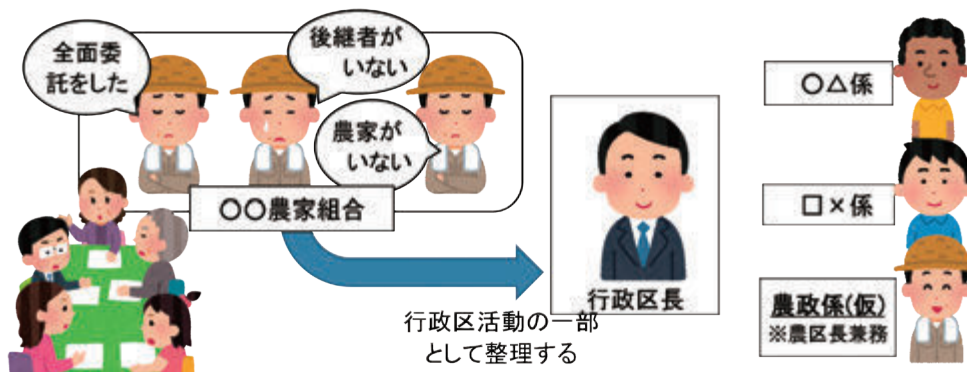 全面委
託をした
後継者が
いない
農家が
いない
〇〇農家組合
行政区活動の一部
として整理する
行政区長
〇△係
□×係
農政係(仮)
※農区長兼務